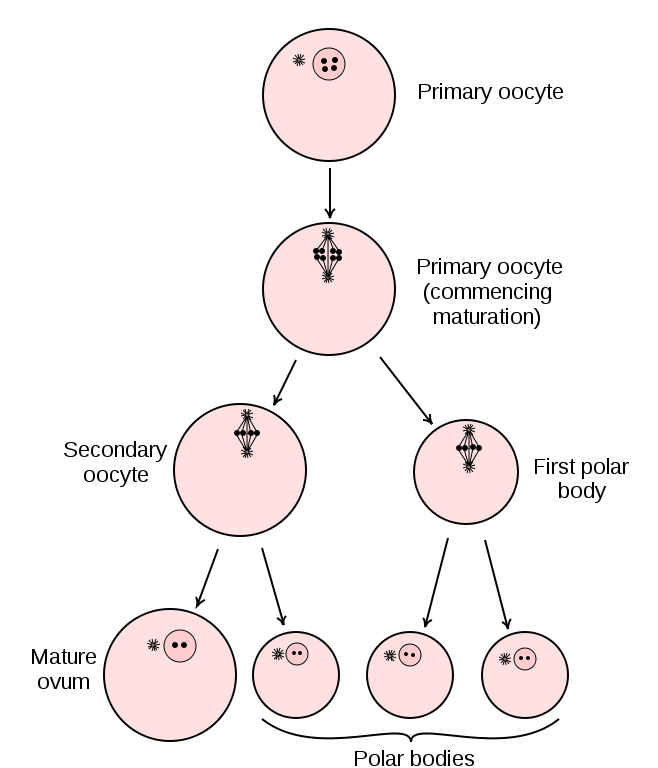 Primary oocyte
Primary oocyte
(commencing
maturation)
Secondary
oocyte
First polar
body
Mature
ovum
Polar bodies